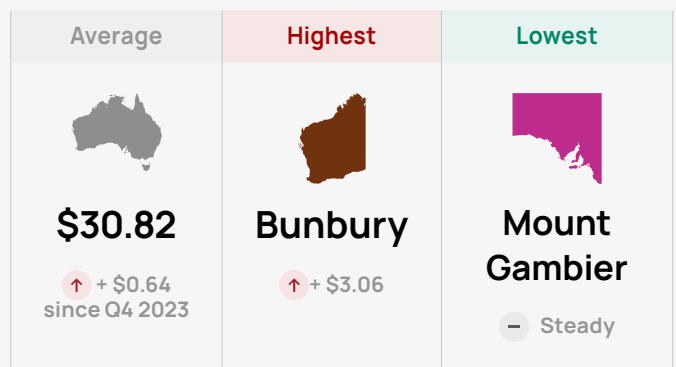 Average
Highest
Lowest
$30.82
+ $0.64
since Q4 2023
Bunbury
+ $3.06
Mount
Gambier
Steady